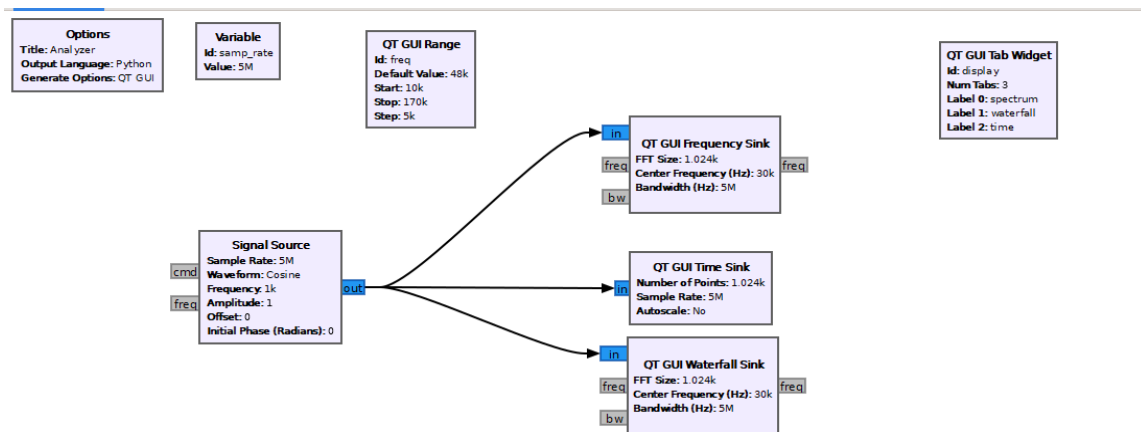 Options
Title: Analyzer
Output Language: Python
Generate Options: QT GUI
Variable
Id: samp_rate
Value: 5M
QT GUI Range
Id: freq
Default Value: 48k
Start: 10k
Stop: 170k
Step: 5k
QT GUI Tab Widget
Id: display
Num Tabs: 3
Label 0: spectrum
Label 1: waterfall
Label 2: time
in
freq
bw
QT GUI Frequency Sink
FFT Size: 1.024k
Center Frequency (Hz): 30k
Bandwidth (Hz): 5M
freq
cmd
freq
Signal Source
Sample Rate: 5M
Waveform: Cosine
Frequency: 1k
Amplitude: 1
Offset: 0
Initial Phase (Radians): 0
out
in
QT GUI Time Sink
Number of Points: 1.024k
Sample Rate: 5M
Autoscale: No
in
freq
bw
QT GUI Waterfall Sink
FFT Size: 1.024k
Center Frequency (Hz): 30k
Bandwidth (Hz): 5M
freq